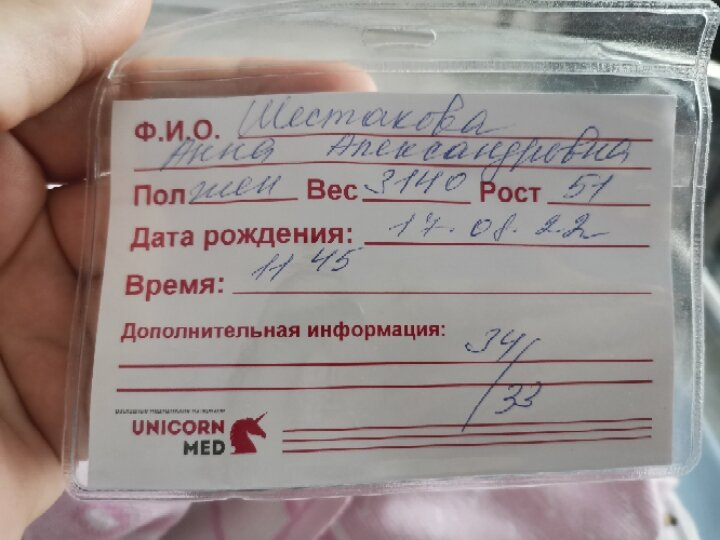 Ф.И.О. Шестакова
Анна Александровна
Пол жен Вес 3140 Рост 51
Дата рождения: 17.08.22
Время: 11 45
Дополнительная информация:
34/33
UNICORN
MED